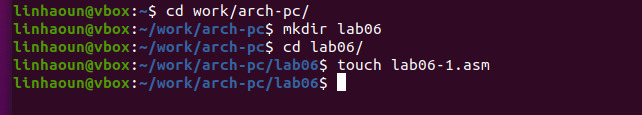 linhaoun@vbox:~$ cd work/arch-pc/
linhaoun@vbox:~/work/arch-pc$ mkdir lab06
linhaoun@vbox:~/work/arch-pc$ cd lab06/
linhaoun@vbox:~/work/arch-pc/lab06$ touch lab06-1.asm
linhaoun@vbox:~/work/arch-pc/lab06$